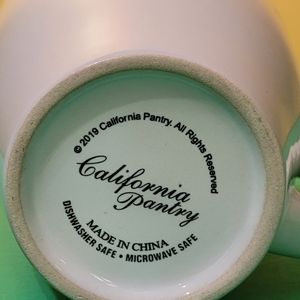 © 2019 California Pantry. All Rights Reserved
California
Pantry
MADE IN CHINA
DISHWASHER SAFE • MICROWAVE SAFE